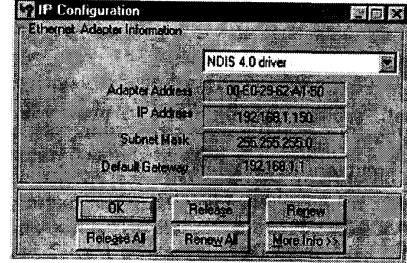 IP Configuration
Ethernet Adapter Information
NDIS 4.0 driver
Adapter Address 00-E0-29-62-A1-50
IP Address 192.168.1.150
Subnet Mask 255.255.255.0
Default Gateway 192.168.1.1
OK Release Renew
Release All Renew All More Info >>